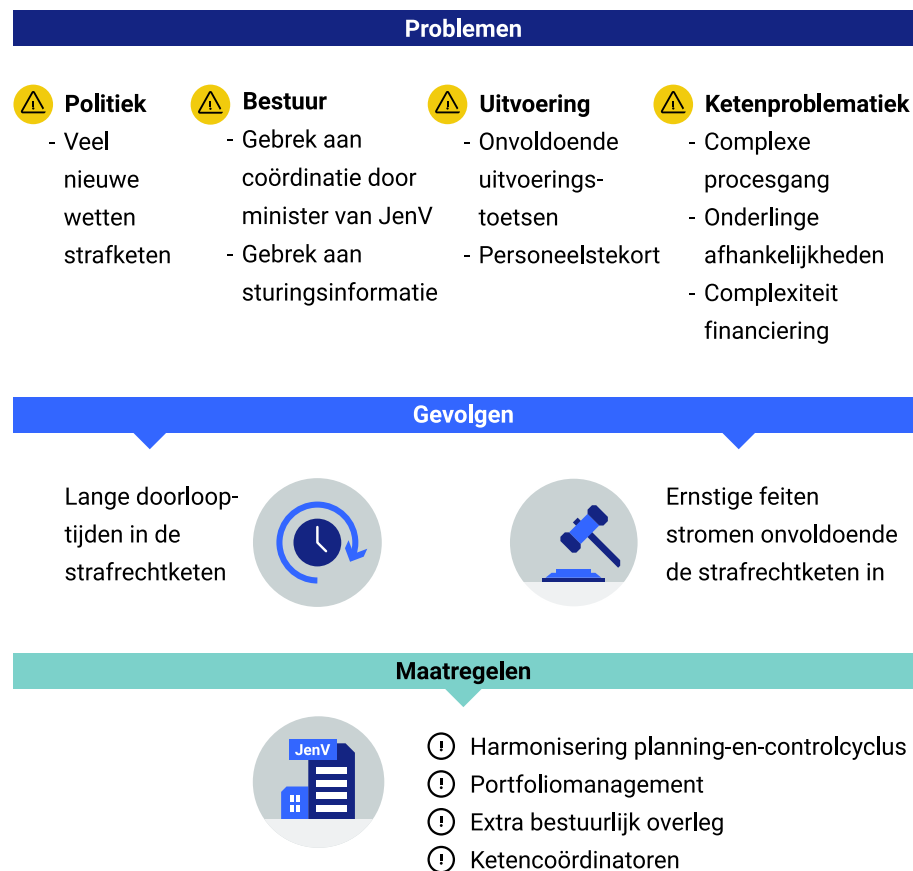 Problemen
Politiek
- Veel
nieuwe
wetten
strafketen
Bestuur
- Gebrek aan
coördinatie door
minister van JenV
- Gebrek aan
sturingsinformatie
Uitvoering
- Onvoldoende
uitvoerings-
toetsen
- Personeelstekort
Ketenproblematiek
- Complexe
procesgang
- Onderlinge
afhankelijkheden
- Complexiteit
financiering
Gevolgen
Lange doorloop-
tijden in de
strafrechtketen
Ernstige feiten
stromen onvoldoende
de strafrechtketen in
Maatregelen
JenV
Harmonisering planning-en-controlcyclus
Portfoliomanagement
Extra bestuurlijk overleg
Ketencoördinatoren